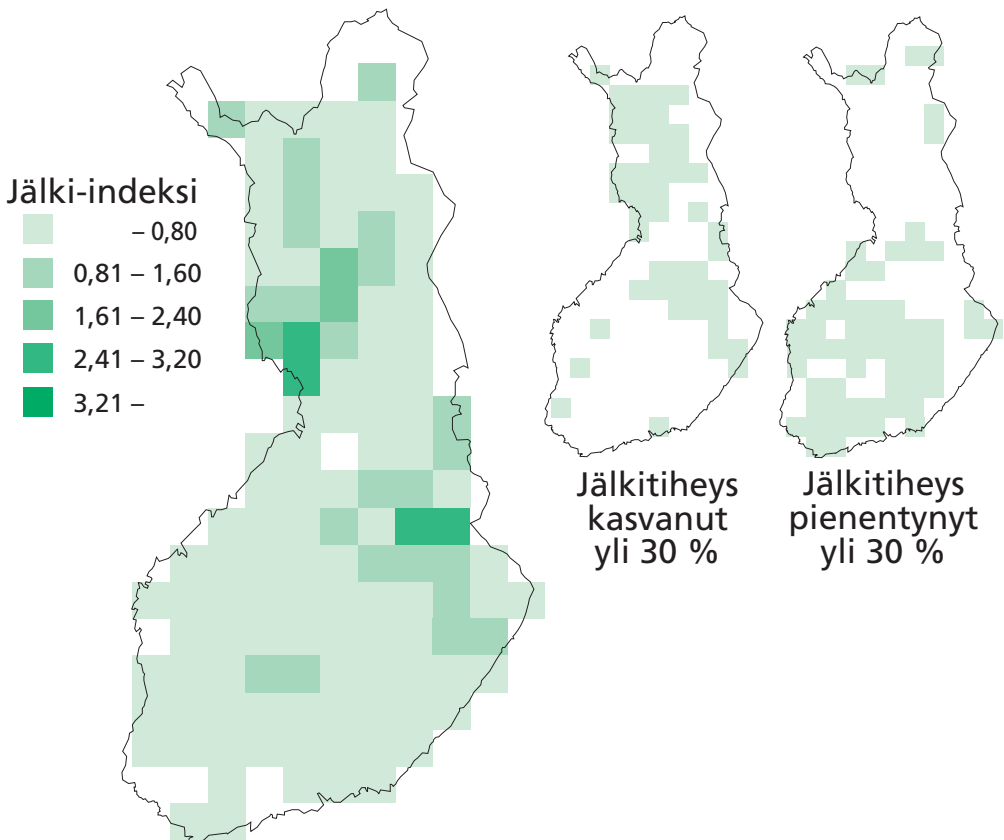 Jälki-indeksi
– 0,80
0,81 – 1,60
1,61 – 2,40
2,41 – 3,20
3,21 –
Jälkitiheys
kasvanut
yli 30 %
Jälkitiheys
pienentynyt
yli 30 %